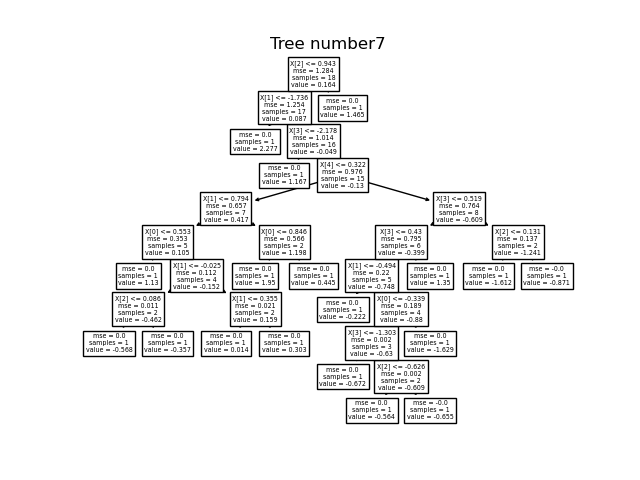 Tree number7
X[2] <= 0.943
mse = 1.284
samples = 18
value = 0.164
X[1] <= -1.736
mse = 1.254
samples = 17
value = 0.087
mse = 0.0
samples = 1
value = 1.465
mse = 0.0
samples = 1
value = 2.277
X[3] <= -2.178
mse = 1.014
samples = 16
value = -0.049
mse = 0.0
samples = 1
value = 1.167
X[4] <= 0.322
mse = 0.976
samples = 15
value = -0.13
X[1] <= 0.794
mse = 0.657
samples = 7
value = 0.417
X[3] <= 0.519
mse = 0.764
samples = 8
value = -0.609
X[0] <= 0.553
mse = 0.353
samples = 5
value = 0.105
X[0] <= 0.846
mse = 0.566
samples = 2
value = 1.198
X[3] <= 0.43
mse = 0.795
samples = 6
value = -0.399
X[2] <= 0.131
mse = 0.137
samples = 2
value = -1.241
mse = 0.0
samples = 1
value = 1.13
X[1] <= -0.025
mse = 0.112
samples = 4
value = -0.152
mse = 0.0
samples = 1
value = 1.95
mse = 0.0
samples = 1
value = 0.445
X[1] <= -0.494
mse = 0.22
samples = 5
value = -0.748
mse = 0.0
samples = 1
value = 1.35
mse = 0.0
samples = 1
value = -1.612
mse = -0.0
samples = 1
value = -0.871
X[2] <= 0.086
mse = 0.011
samples = 2
value = -0.462
X[1] <= 0.355
mse = 0.021
samples = 2
value = 0.159
mse = 0.0
samples = 1
value = -0.222
X[0] <= -0.339
mse = 0.189
samples = 4
value = -0.88
mse = 0.0
samples = 1
value = -0.568
mse = 0.0
samples = 1
value = -0.357
mse = 0.0
samples = 1
value = 0.014
mse = 0.0
samples = 1
value = 0.303
X[3] <= -1.303
mse = 0.002
samples = 3
value = -0.63
mse = 0.0
samples = 1
value = -1.629
mse = 0.0
samples = 1
value = -0.672
X[2] <= -0.626
mse = 0.002
samples = 2
value = -0.609
mse = 0.0
samples = 1
value = -0.564
mse = -0.0
samples = 1
value = -0.655